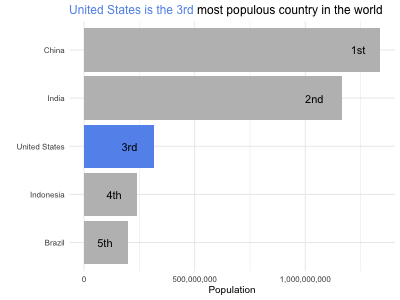 United States is the 3rd most populous country in the world
China
1st
India
2nd
United States
3rd
Indonesia
4th
Brazil
5th
0
500,000,000
1,000,000,000
Population